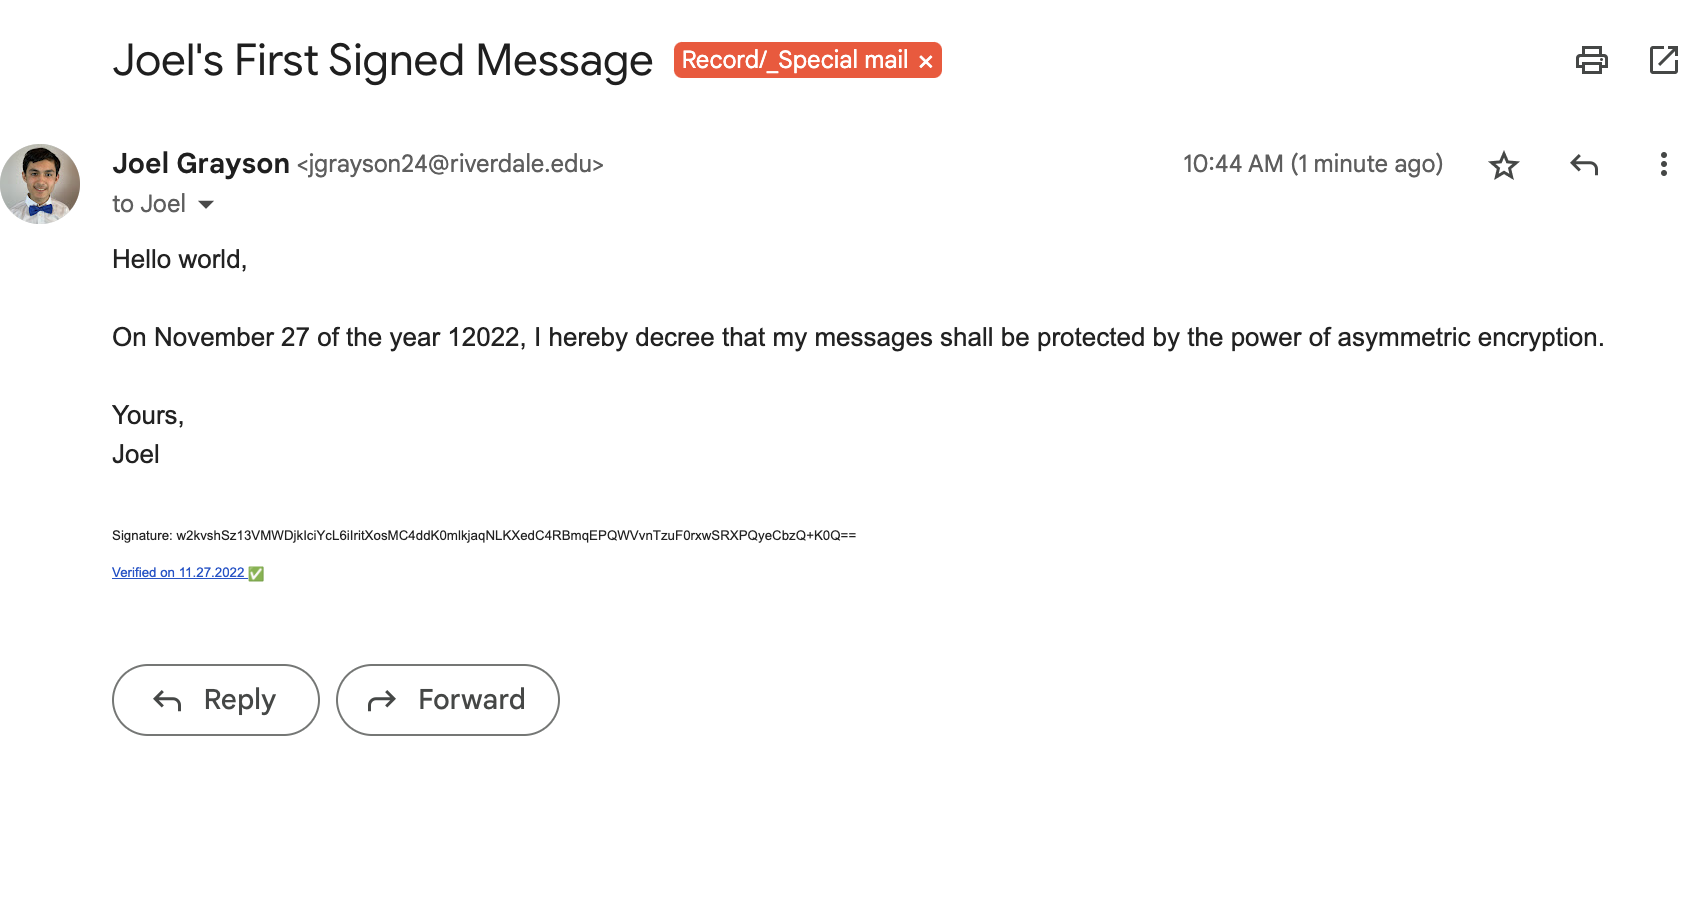 Joel's First Signed Message Record/_Special mail ×
Joel Grayson <jgrayson24@riverdale.edu> 10:44 AM (1 minute ago)
to Joel
Hello world,
On November 27 of the year 12022, I hereby decree that my messages shall be protected by the power of asymmetric encryption.
Yours,
Joel
Signature: w2kvshSz13VMWDjkIciYcL6iIritXosMC4ddK0mlkjaqNLKXedC4RBmqEPQWVvnTzuF0rxwSRXPQyeCbzQ+K0Q==
Verified on 11.27.2022 ✅
Reply Forward